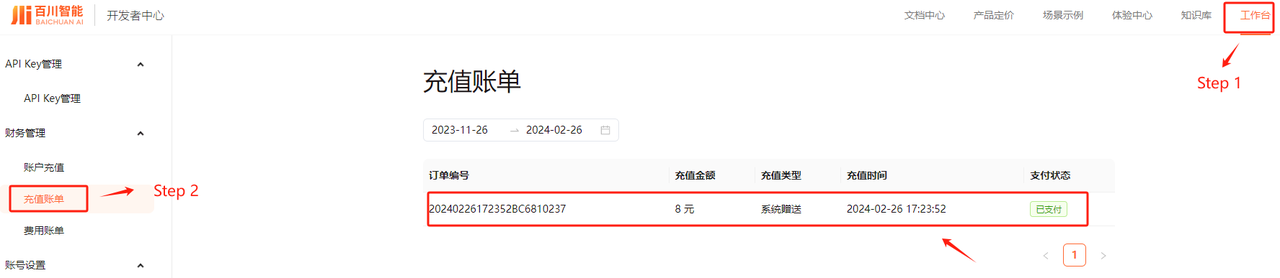 百川智能
BAICHUAN AI
开发者中心
文档中心 产品定价 场景示例 体验中心 知识库 工作台
Step 1
API Key管理
API Key管理
财务管理
账户充值
充值账单
Step 2
费用账单
账号设置
充值账单
2023-11-26 → 2024-02-26
订单编号 充值金额 充值类型 充值时间 支付状态
20240226172352BC6810237 8 元 系统赠送 2024-02-26 17:23:52 已支付
< 1 >